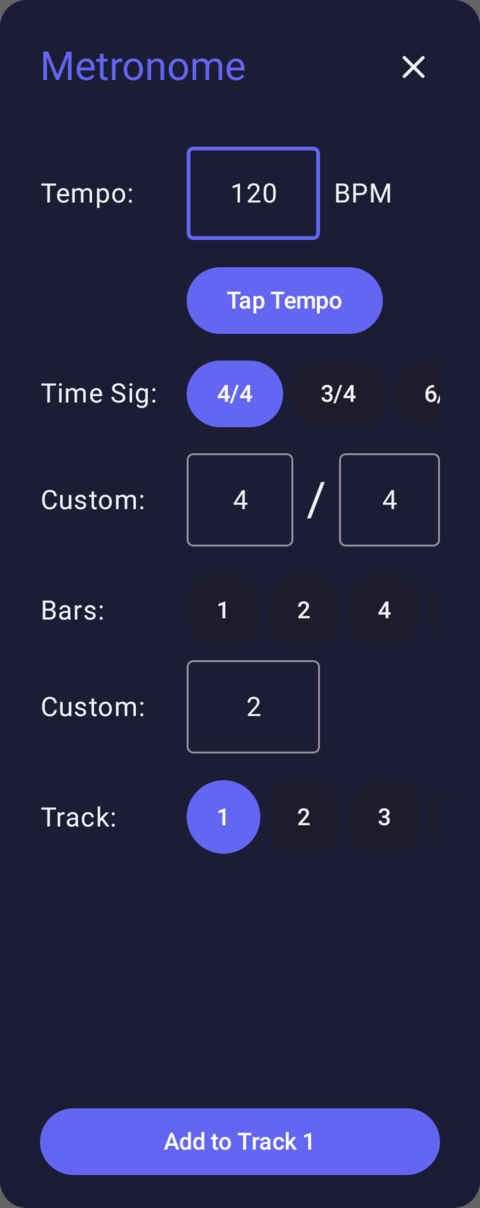 Metronome
Tempo: 120 BPM
Tap Tempo
Time Sig: 4/4 3/4 6/
Custom: 4 / 4
Bars: 1 2 4
Custom: 2
Track: 1 2 3
Add to Track 1